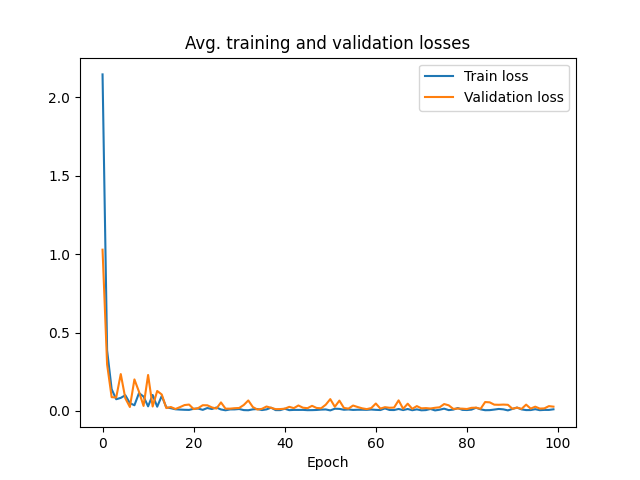 Avg. training and validation losses
Train loss
Validation loss
2.0
1.5
1.0
0.5
0.0
0 20 40 60 80 100
Epoch